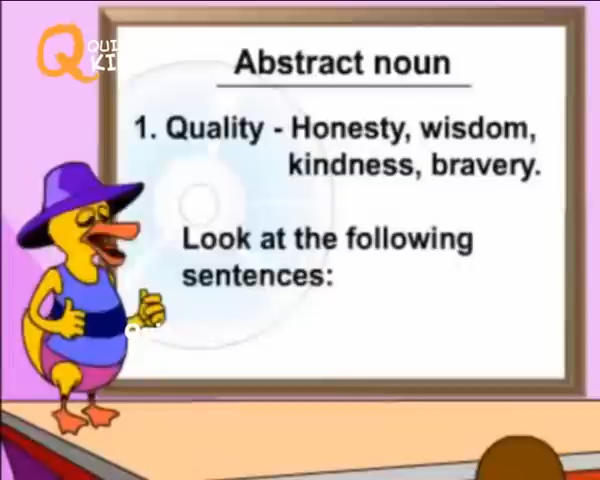 Abstract noun
1. Quality - Honesty, wisdom,
kindness, bravery.
Look at the following
sentences: